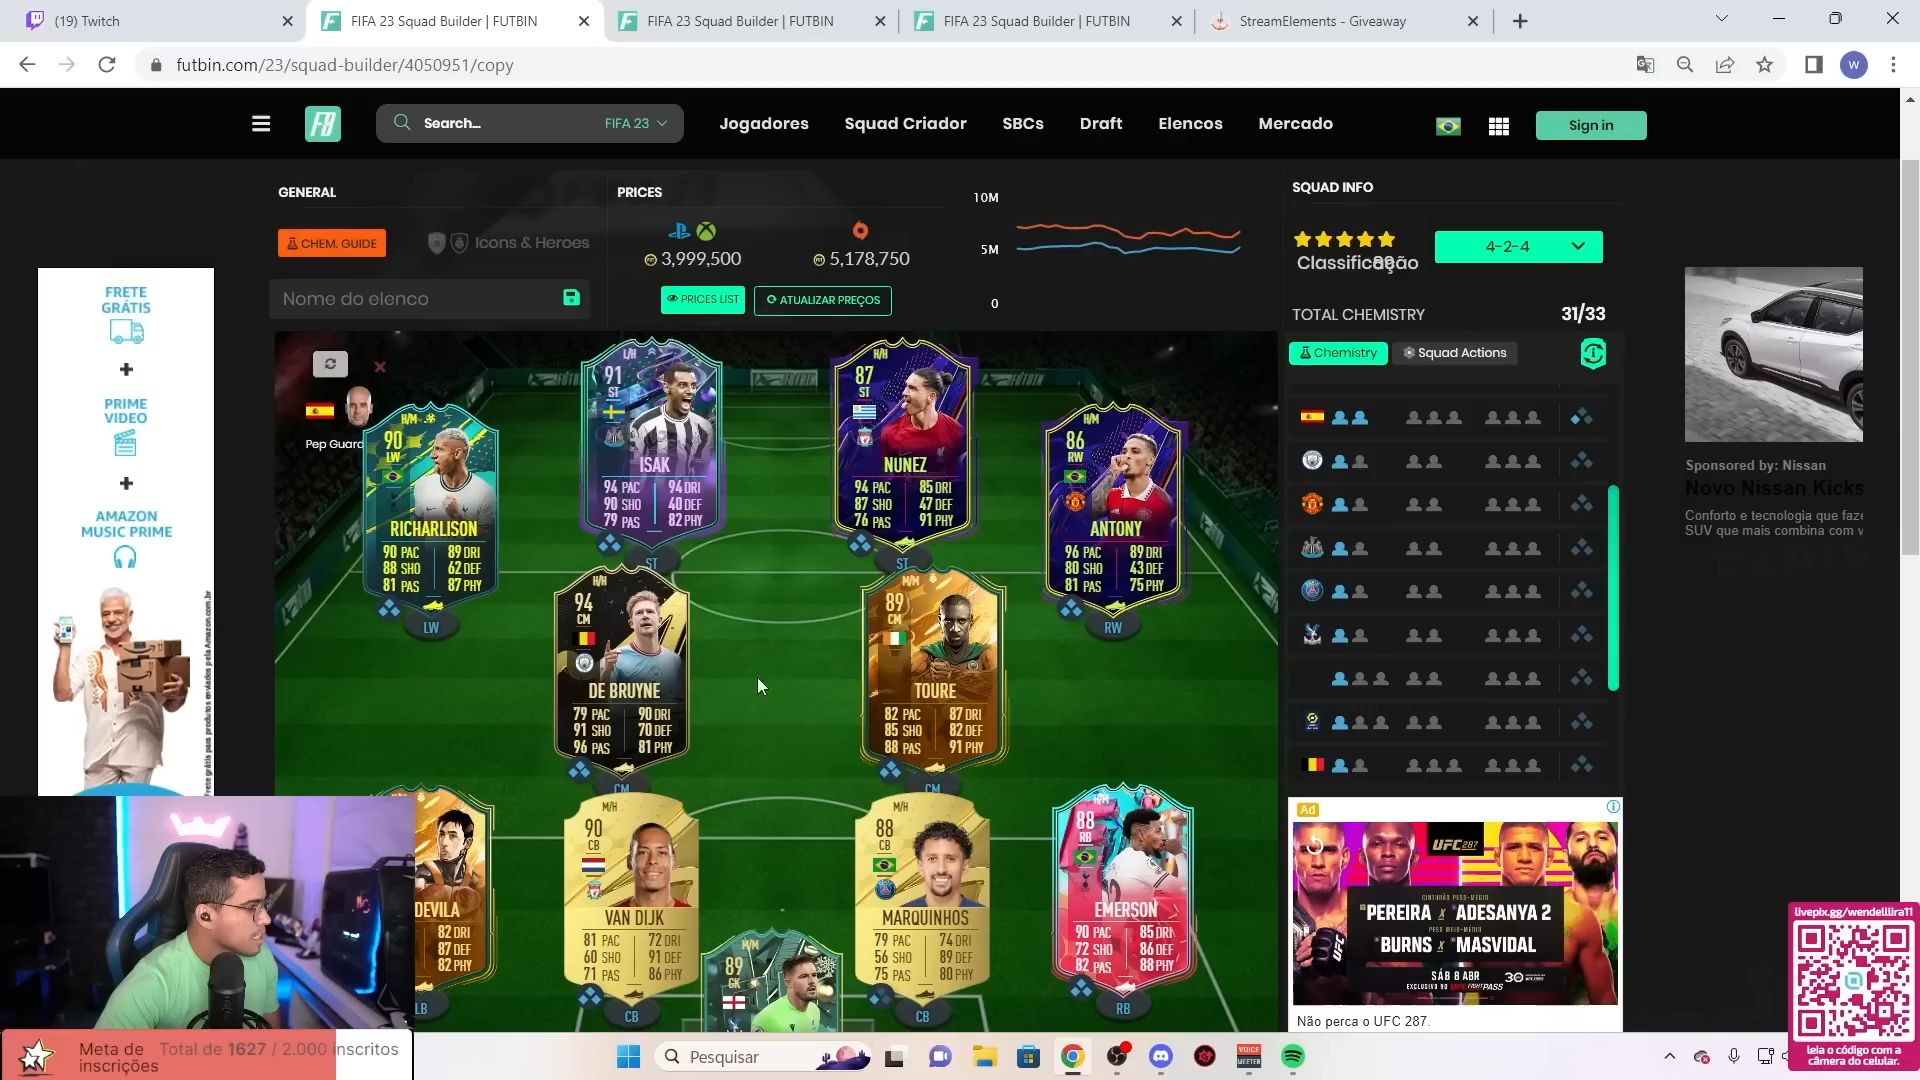 (19) Twitch
FIFA 23 Squad Builder | FUTBIN
FIFA 23 Squad Builder | FUTBIN
FIFA 23 Squad Builder | FUTBIN
StreamElements - Giveaway
futbin.com/23/squad-builder/4050951/copy
W
Search...
FIFA 23
Jogadores
Squad Criador
SBCs
Draft
Elencos
Mercado
Sign in
GENERAL
CHEM. GUIDE
Icons & Heroes
Nome do elenco
PRICES
3,999,500
5,178,750
PRICES LIST
ATUALIZAR PREÇOS
10M
5M
0
SQUAD INFO
Classificação
4-2-4
TOTAL CHEMISTRY
31/33
Chemistry
Squad Actions
FRETE
GRÁTIS
+
PRIME
VIDEO
+
AMAZON
MUSIC PRIME
Pep Guard
H/M
90
LW
RICHARLISON
90 PAC 89 DRI
88 SHO 62 DEF
81 PAS 87 PHY
LW
L/H
91
ST
ISAK
94 PAC 94 DRI
90 SHO 40 DEF
79 PAS 82 PHY
ST
H/H
87
ST
NUNEZ
94 PAC 85 DRI
87 SHO 47 DEF
76 PAS 91 PHY
ST
H/M
86
RW
ANTONY
96 PAC 89 DRI
80 SHO 43 DEF
81 PAS 75 PHY
RW
H/H
94
CM
DE BRUYNE
79 PAC 90 DRI
91 SHO 70 DEF
96 PAS 81 PHY
CM
M/M
89
CM
TOURE
82 PAC 87 DRI
85 SHO 82 DEF
88 PAS 91 PHY
CM
DEVILA
82 DRI
87 DEF
82 PHY
LB
M/H
90
CB
VAN DIJK
81 PAC 72 DRI
60 SHO 91 DEF
71 PAS 86 PHY
CB
M/H
88
CB
MARQUINHOS
79 PAC 74 DRI
56 SHO 89 DEF
75 PAS 80 PHY
CB
H/M
88
RB
EMERSON
90 PAC 85 DRI
72 SHO 86 DEF
82 PAS 88 PHY
RB
M/M
89
GK
Sponsored by: Nissan
Novo Nissan Kicks
Conforto e tecnologia que faze
SUV que mais combina com v
Ad
UFC 287
PEREIRA X ADESANYA 2
BURNS X MASVIDAL
SÁB 8 ABR
EXCLUSIVO NO UFC FIGHT PASS
Não perca o UFC 287.
livepix.gg/wendelllira11
leia o código com a
câmera do celular.
Meta de
inscrições
Total de 1627 / 2.000 inscritos
Pesquisar
VOICE
MEETER